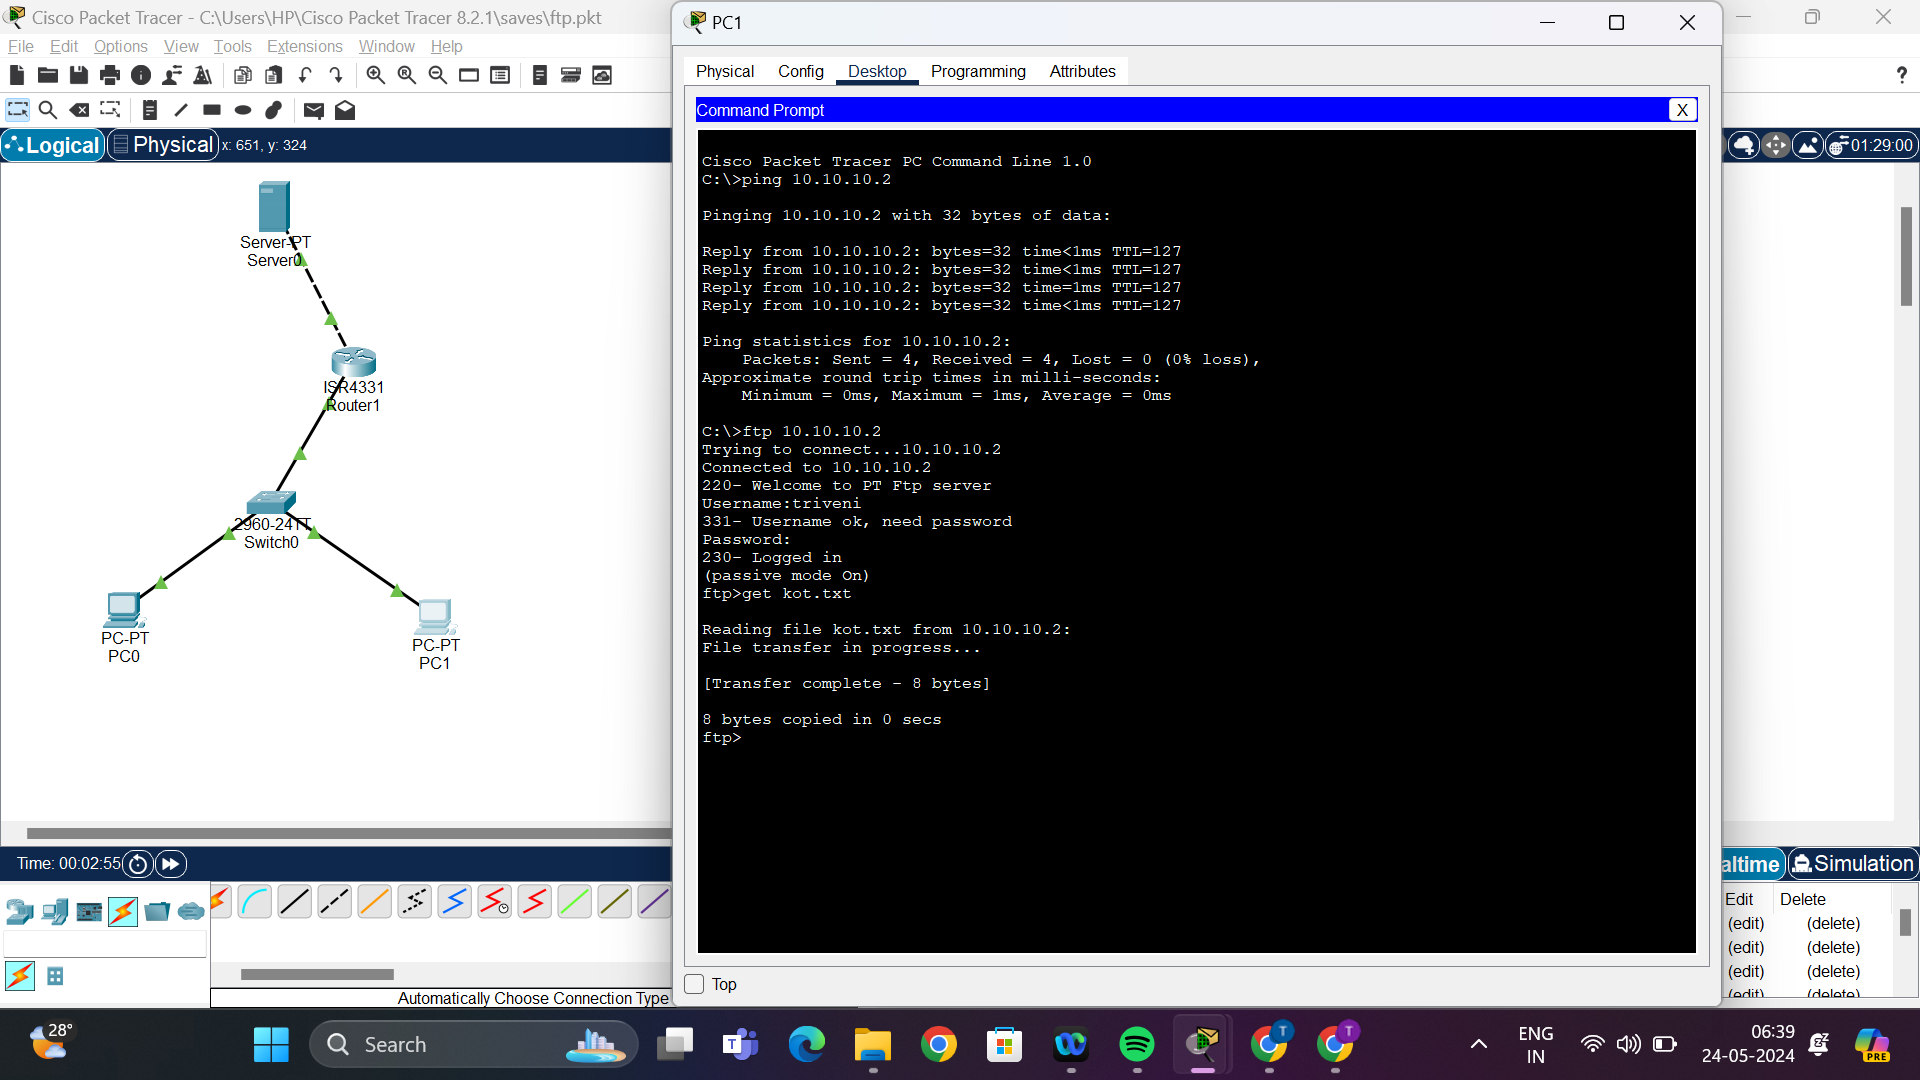 Cisco Packet Tracer - C:\Users\HP\Cisco Packet Tracer 8.2.1\saves\ftp.pkt
File Edit Options View Tools Extensions Window Help
?
Logical Physical x: 651, y: 324
01:29:00
Server-PT
Server0
ISR4331
Router1
2960-24TT
Switch0
PC-PT
PC0
PC-PT
PC1
Time: 00:02:55
Automatically Choose Connection Type
PC1
Physical Config Desktop Programming Attributes
Command Prompt
X
Cisco Packet Tracer PC Command Line 1.0
C:\>ping 10.10.10.2
Pinging 10.10.10.2 with 32 bytes of data:
Reply from 10.10.10.2: bytes=32 time<1ms TTL=127
Reply from 10.10.10.2: bytes=32 time<1ms TTL=127
Reply from 10.10.10.2: bytes=32 time=1ms TTL=127
Reply from 10.10.10.2: bytes=32 time<1ms TTL=127
Ping statistics for 10.10.10.2:
Packets: Sent = 4, Received = 4, Lost = 0 (0% loss),
Approximate round trip times in milli-seconds:
Minimum = 0ms, Maximum = 1ms, Average = 0ms
C:\>ftp 10.10.10.2
Trying to connect...10.10.10.2
Connected to 10.10.10.2
220- Welcome to PT Ftp server
Username:triveni
331- Username ok, need password
Password:
230- Logged in
(passive mode On)
ftp>get kot.txt
Reading file kot.txt from 10.10.10.2:
File transfer in progress...
[Transfer complete - 8 bytes]
8 bytes copied in 0 secs
ftp>
Top
altime Simulation
Edit Delete
(edit) (delete)
(edit) (delete)
(edit) (delete)
(edit) (delete)
28°
Search
T
T
T
ENG
IN
06:39
24-05-2024
PRE